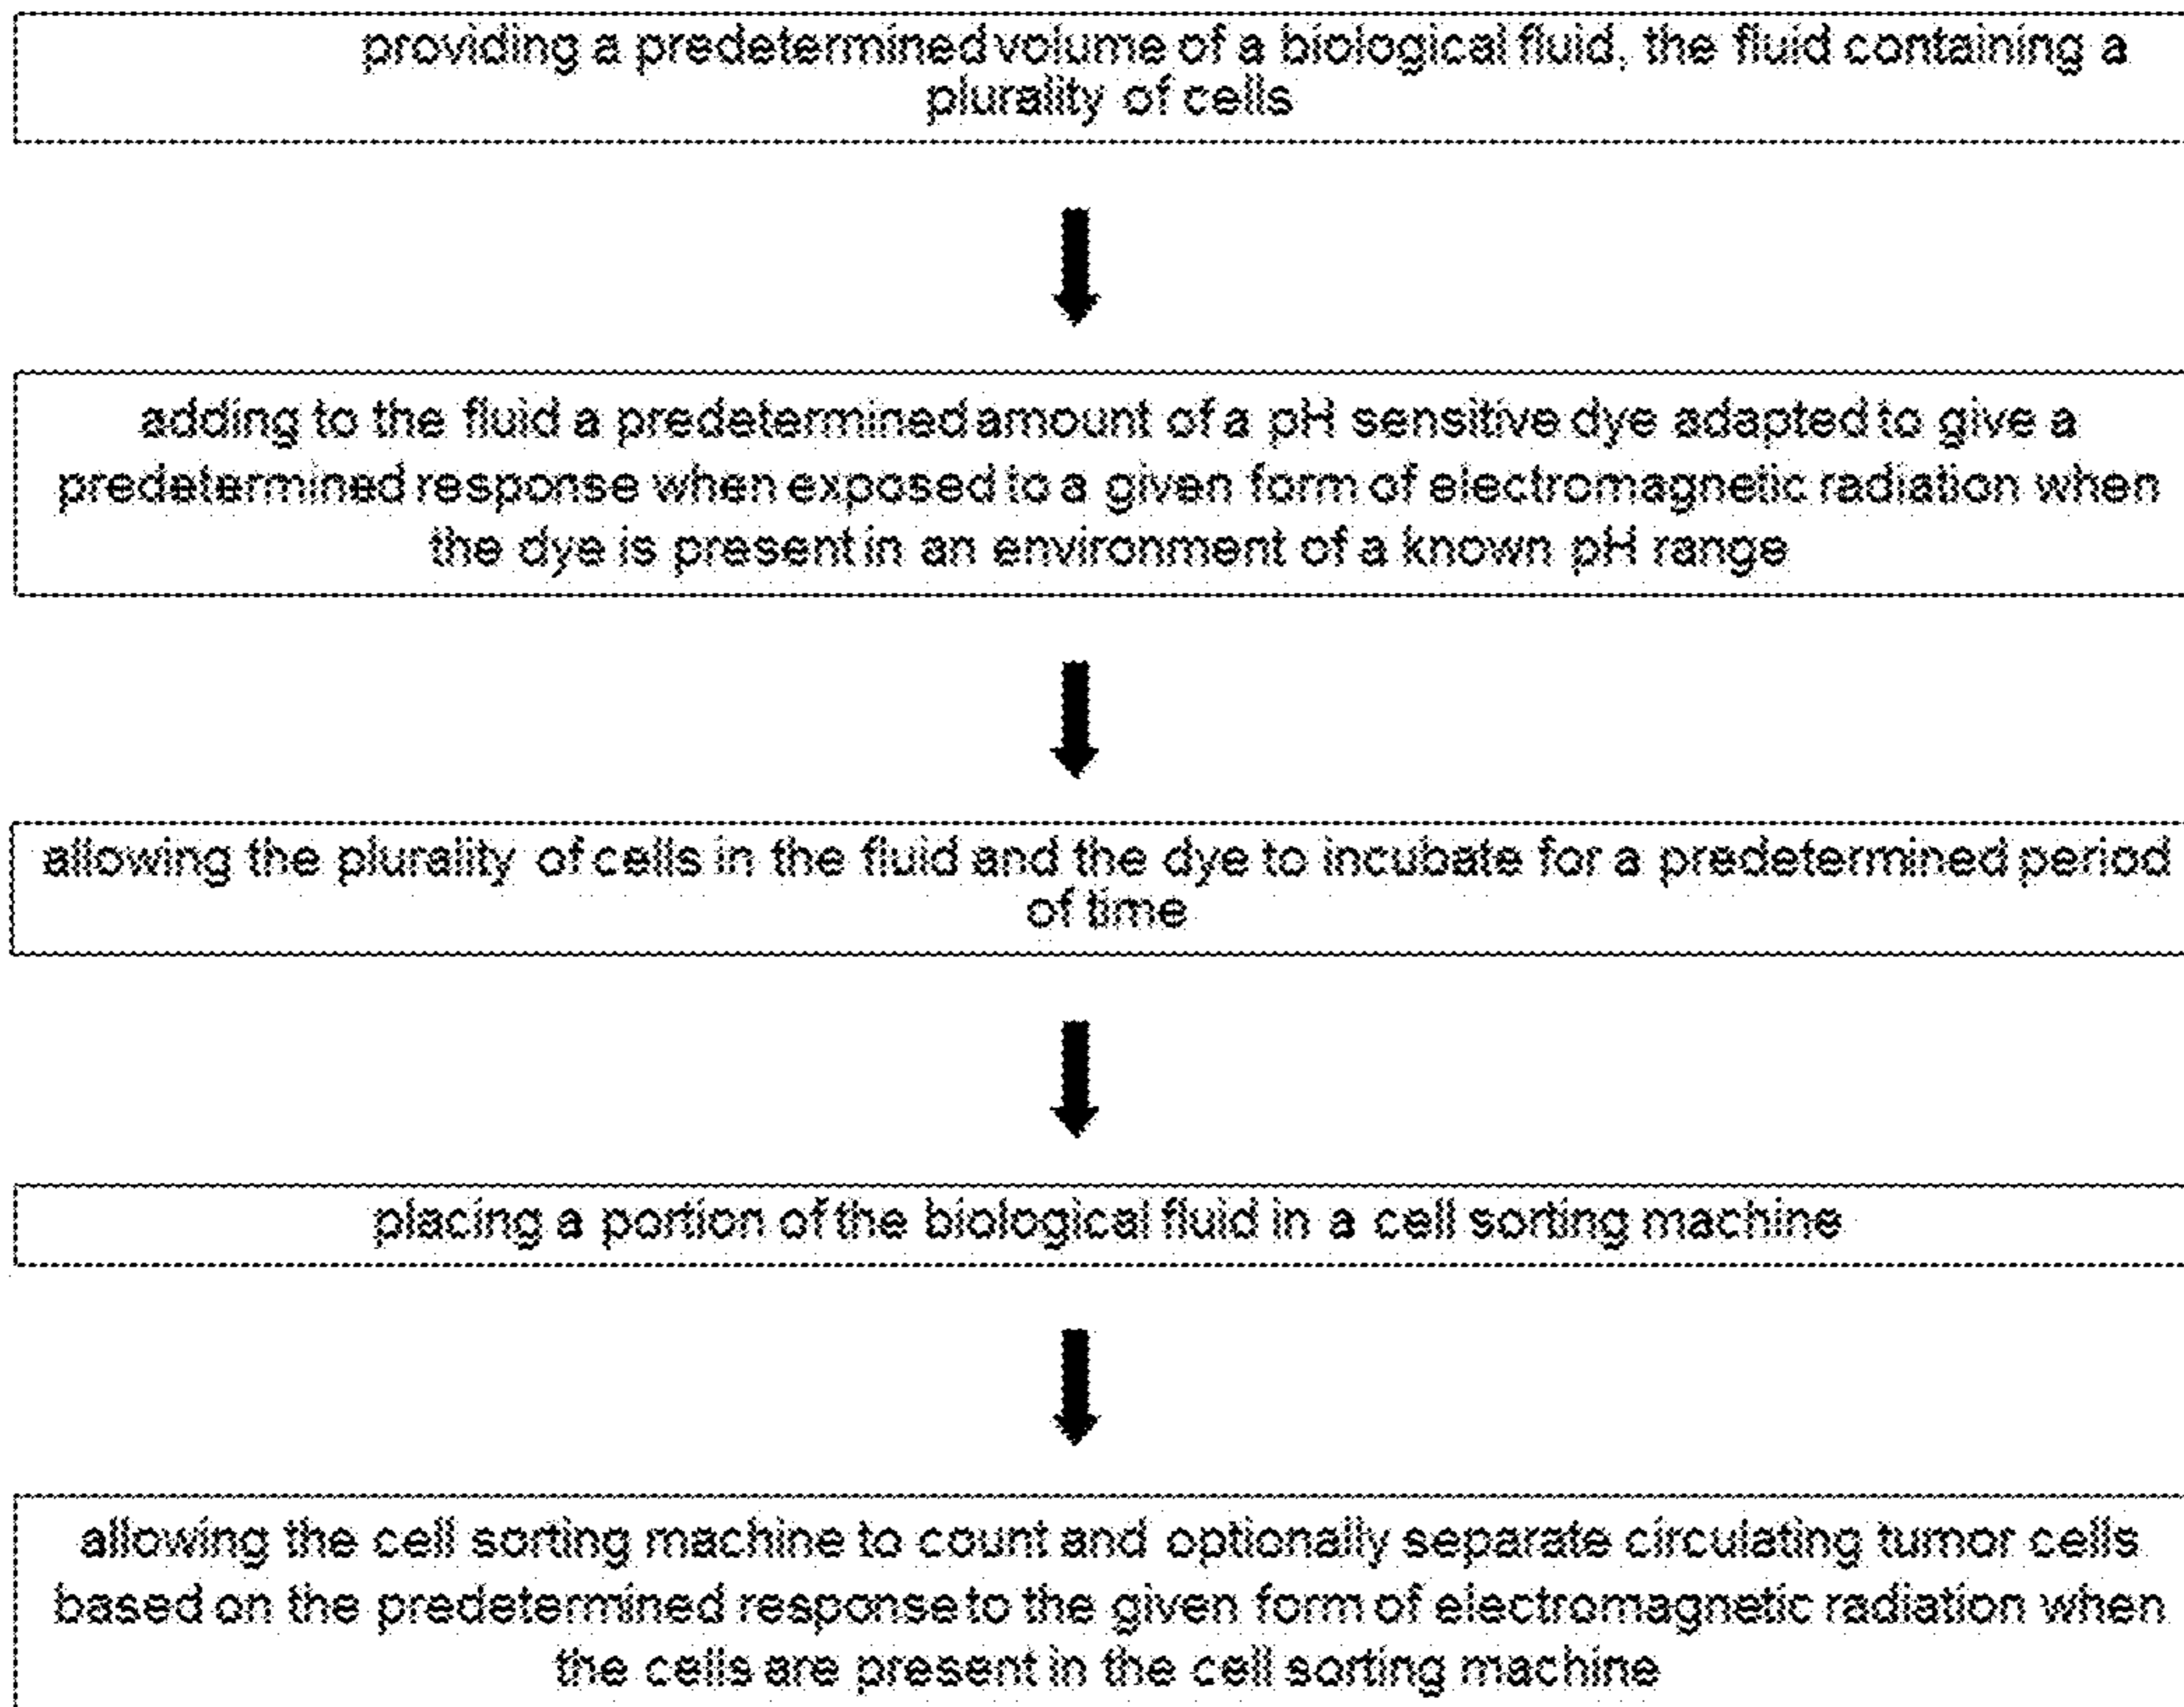 providing a predetermined volume of a biological fluid, the fluid containing a
plurality of cells
adding to the fluid a predetermined amount of a pH sensitive dye adapted to give a
predetermined response when exposed to a given form of electromagnetic radiation when
the dye is present in an environment of a known pH range
allowing the plurality of cells in the fluid and the dye to incubate for a predetermined period
of time
placing a portion of the biological fluid in a cell sorting machine
allowing the cell sorting machine to count and optionally separate circulating tumor cells
based on the predetermined response to the given form of electromagnetic radiation when
the cells are present in the cell sorting machine